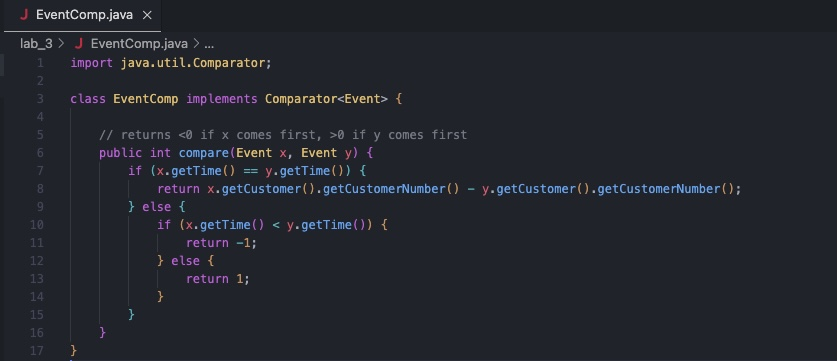 J EventComp.java ×
lab_3 > J EventComp.java > ...
1 import java.util.Comparator;
2
3 class EventComp implements Comparator<Event> {
4
5 // returns <0 if x comes first, >0 if y comes first
6 public int compare(Event x, Event y) {
7 if (x.getTime() == y.getTime()) {
8 return x.getCustomer().getCustomerNumber() - y.getCustomer().getCustomerNumber();
9 } else {
10 if (x.getTime() < y.getTime()) {
11 return -1;
12 } else {
13 return 1;
14 }
15 }
16 }
17 }